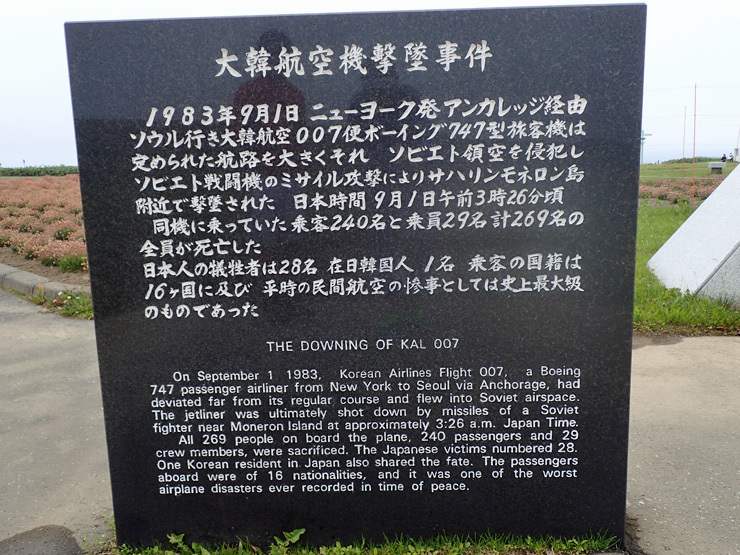 大韓航空機撃墜事件
1983年9月1日 ニューヨーク発アンカレッジ経由
ソウル行き大韓航空007便ボーイング747型旅客機は
定められた航路を大きくそれ ソビエト領空を侵犯し
ソビエト戦闘機のミサイル攻撃によりサハリンモネロン島
附近で撃墜された 日本時間 9月1日午前3時26分頃
同機に乗っていた乗客240名と乗員29名計269名の
全員が死亡した
日本人の犠牲者は28名 在日韓国人 1名 乗客の国籍は
16ヶ国に及び 平時の民間航空の惨事としては史上最大級
のものであった
THE DOWNING OF KAL 007
On September 1 1983, Korean Airlines Flight 007, a Boeing
747 passenger airliner from New York to Seoul via Anchorage, had
deviated far from its regular course and flew into Soviet airspace.
The jetliner was ultimately shot down by missiles of a Soviet
fighter near Moneron Island at approximately 3:26 a.m. Japan Time.
All 269 people on board the plane, 240 passengers and 29
crew members, were sacrificed. The Japanese victims numbered 28.
One Korean resident in Japan also shared the fate. The passengers
aboard were of 16 nationalities, and it was one of the worst
airplane disasters ever recorded in time of peace.